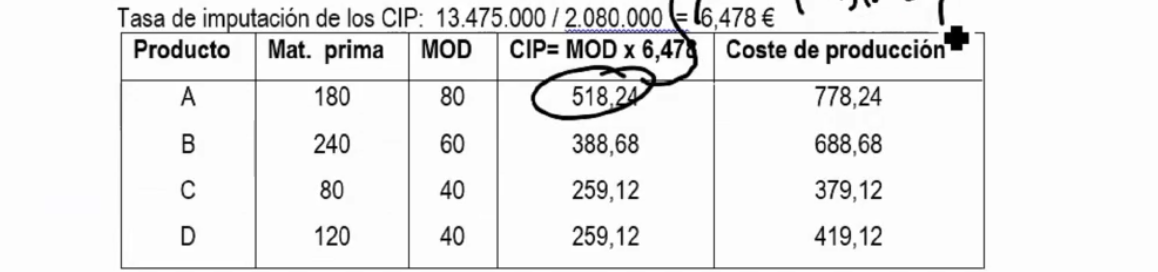 Tasa de imputación de los CIP: 13.475.000 / 2.080.000 = 6,478 €
Producto Mat. prima MOD CIP= MOD x 6,478 Coste de producción
A 180 80 518,24 778,24
B 240 60 388,68 688,68
C 80 40 259,12 379,12
D 120 40 259,12 419,12